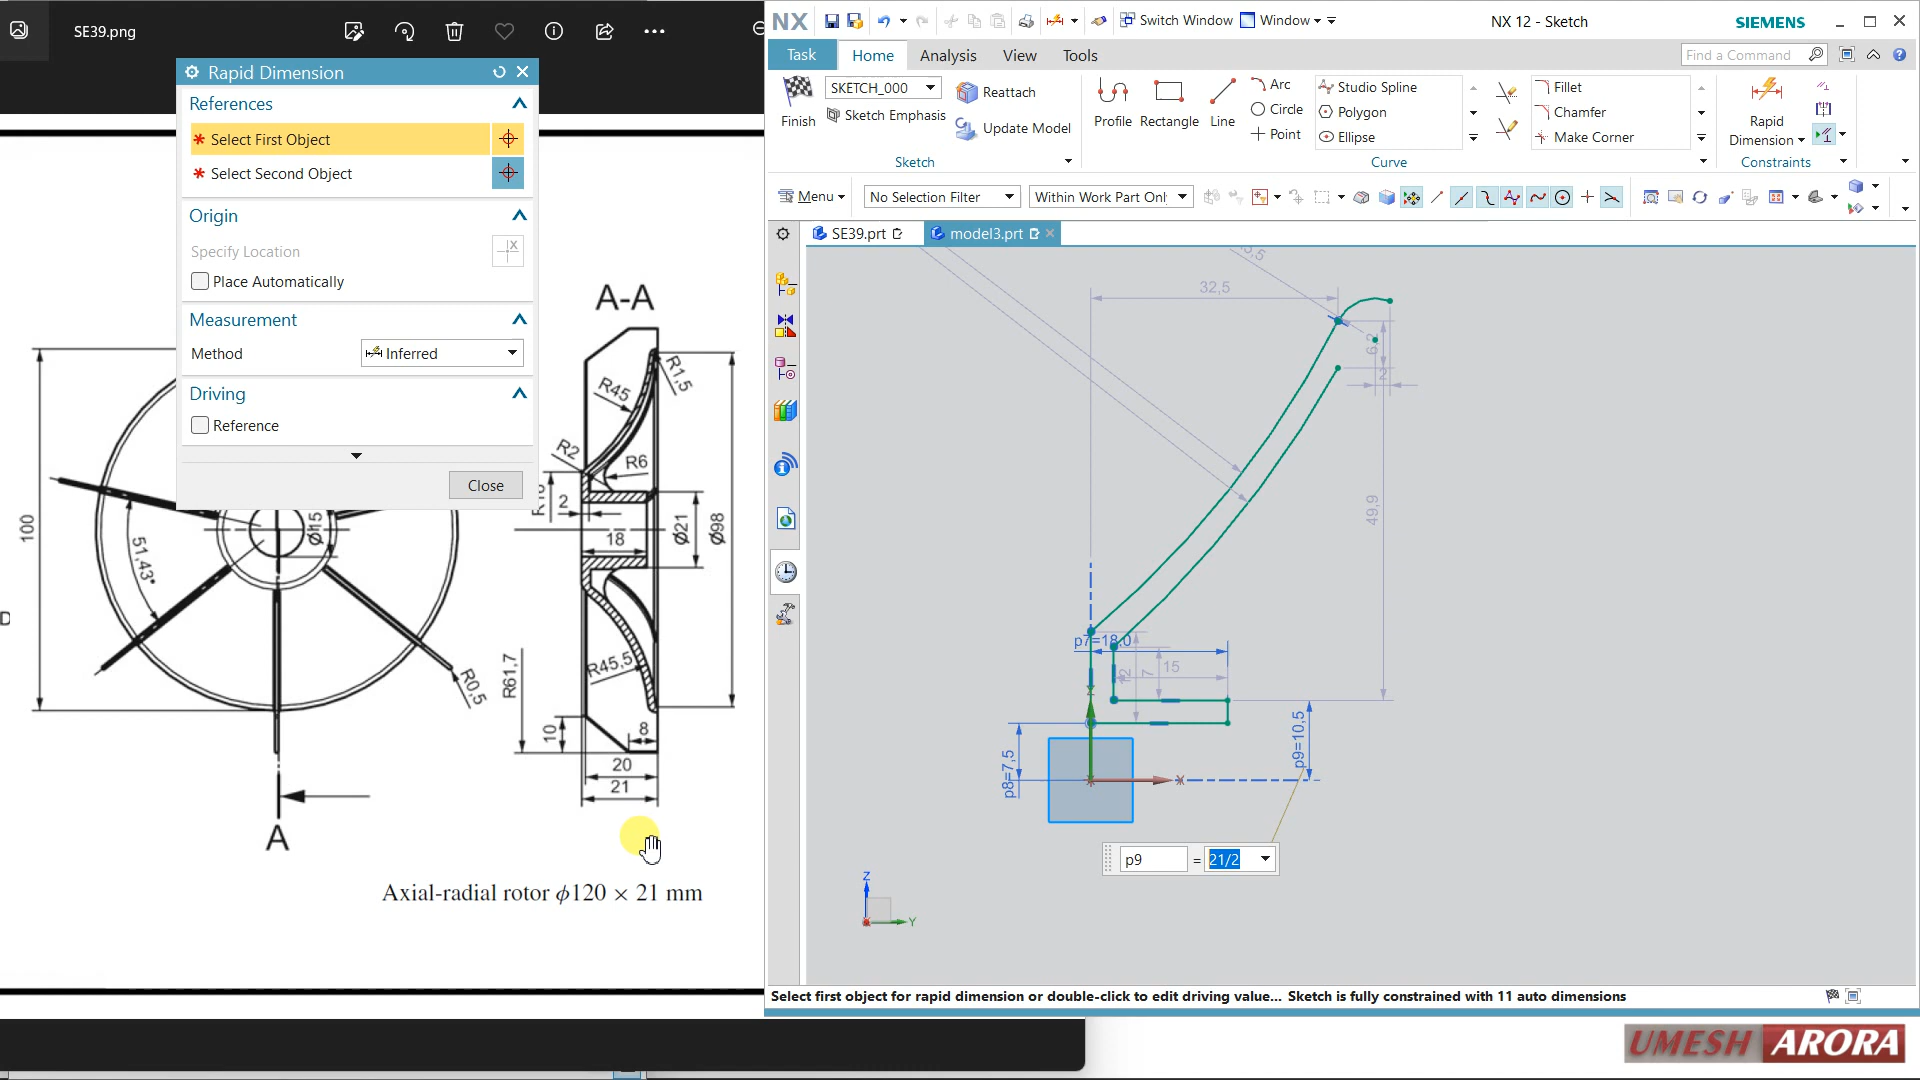 SE39.png
Rapid Dimension
References
* Select First Object
* Select Second Object
Origin
Specify Location
Place Automatically
Measurement
Method
Inferred
Driving
Reference
Close
A-A
R45
R1,5
R2
R6
2
18
Ø21
Ø98
100
51,43°
Ø15
R0,5
R61,7
R45,5
10
8
20
21
A
Axial-radial rotor ϕ120 × 21 mm
NX
Switch Window
Window
NX 12 - Sketch
SIEMENS
Task
Home
Analysis
View
Tools
Find a Command
Finish
SKETCH_000
Sketch Emphasis
Reattach
Update Model
Sketch
Profile
Rectangle
Line
Arc
Circle
Point
Studio Spline
Polygon
Ellipse
Curve
Fillet
Chamfer
Make Corner
Rapid
Dimension
Constraints
Menu
No Selection Filter
Within Work Part Onl
SE39.prt
model3.prt
32,5
6,2
2
49,9
p7=18,0
12
7
15
p8=7,5
p9=10,5
p9
=
21/2
Z
Y
Select first object for rapid dimension or double-click to edit driving value... Sketch is fully constrained with 11 auto dimensions
UMESH ARORA